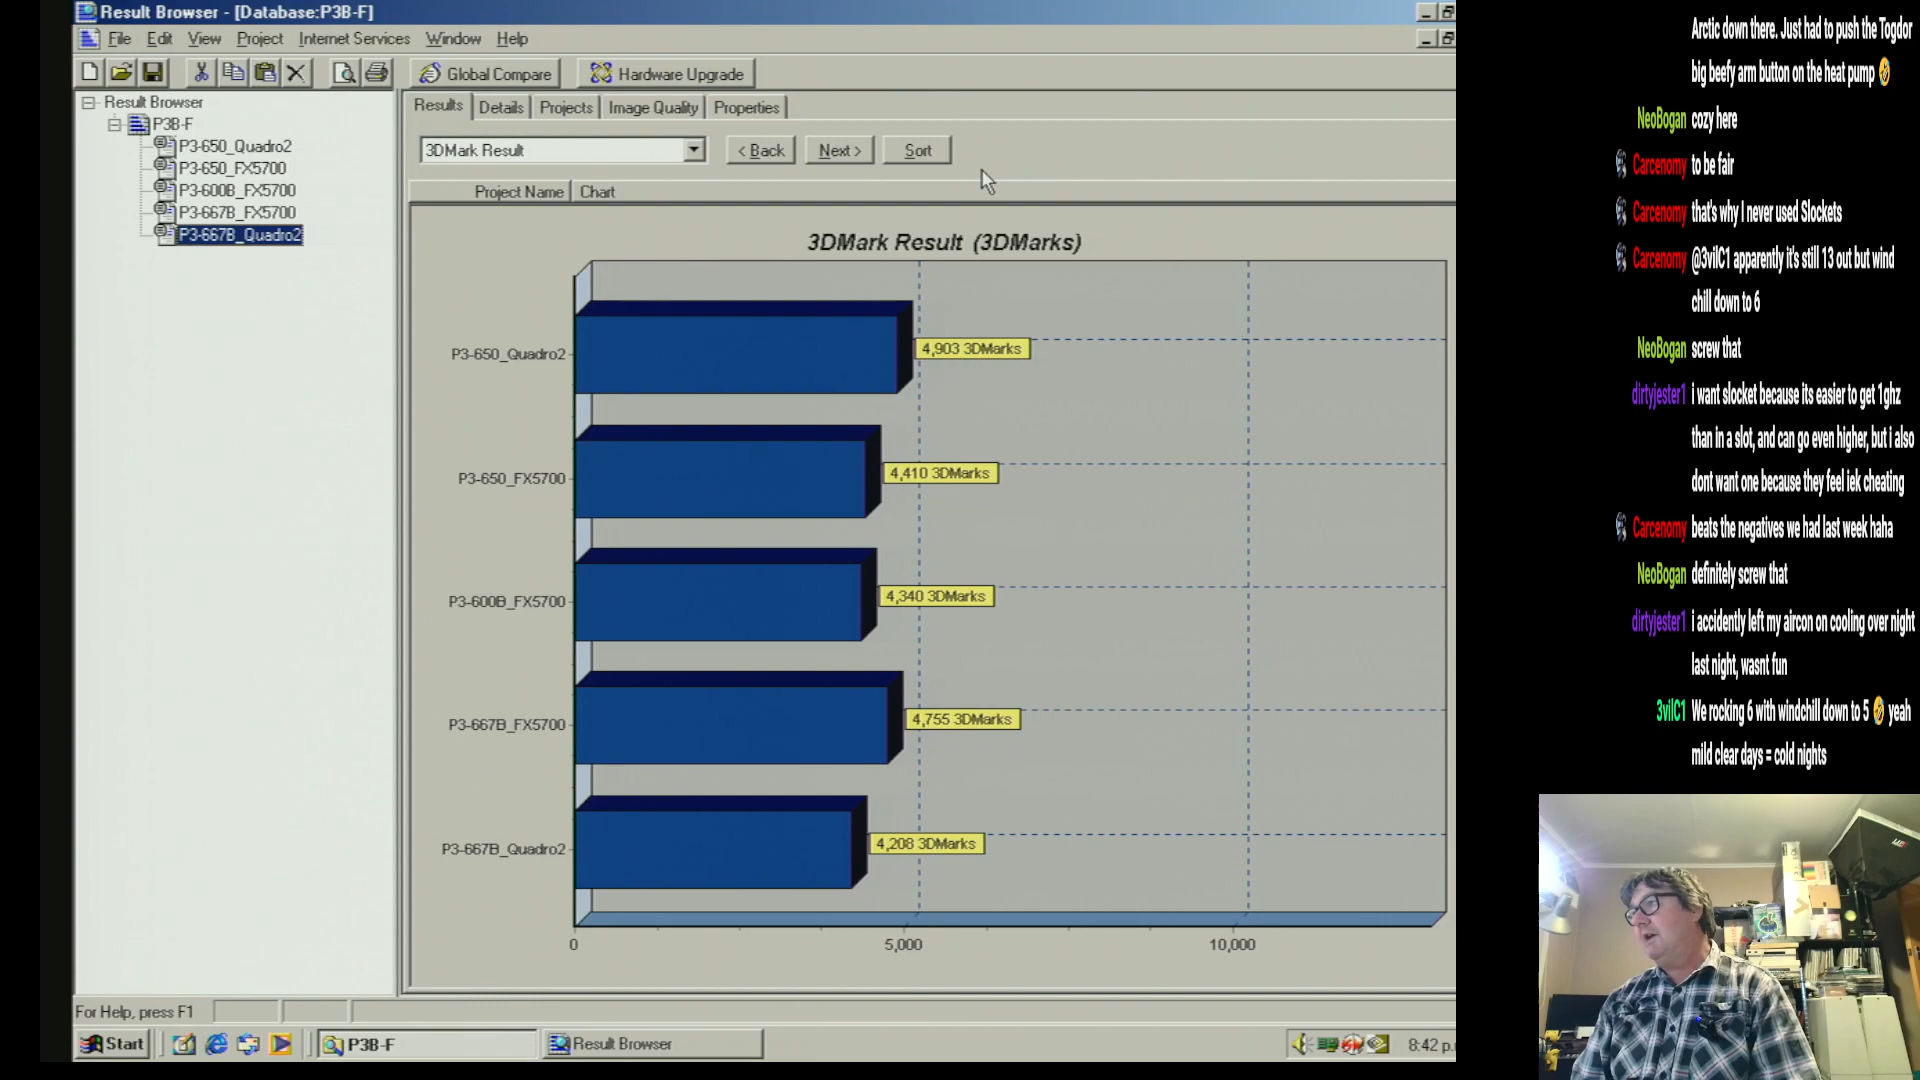 Result Browser - [Database:P3B-F]
File Edit View Project Internet Services Window Help
Global Compare Hardware Upgrade
Result Browser
P3B-F
P3-650_Quadro2
P3-650_FX5700
P3-600B_FX5700
P3-667B_FX5700
P3-667B_Quadro2
Results Details Projects Image Quality Properties
3DMark Result < Back Next > Sort
Project Name Chart
3DMark Result (3DMarks)
P3-650_Quadro2 4,903 3DMarks
P3-650_FX5700 4,410 3DMarks
P3-600B_FX5700 4,340 3DMarks
P3-667B_FX5700 4,755 3DMarks
P3-667B_Quadro2 4,208 3DMarks
0 5,000 10,000
For Help, press F1
Start P3B-F Result Browser 8:42 p.
Arctic down there. Just had to push the Togdor
big beefy arm button on the heat pump 🤣
NeoBogan cozy here
Carcenomy to be fair
Carcenomy that's why I never used Slockets
Carcenomy @3vilC1 apparently it's still 13 out but wind
chill down to 6
NeoBogan screw that
dirtyjester1 i want slocket because its easier to get 1ghz
than in a slot, and can go even higher, but i also
dont want one because they feel iek cheating
Carcenomy beats the negatives we had last week haha
NeoBogan definitely screw that
dirtyjester1 i accidently left my aircon on cooling over night
last night, wasnt fun
3vilC1 We rocking 6 with windchill down to 5 🤣 yeah
mild clear days = cold nights